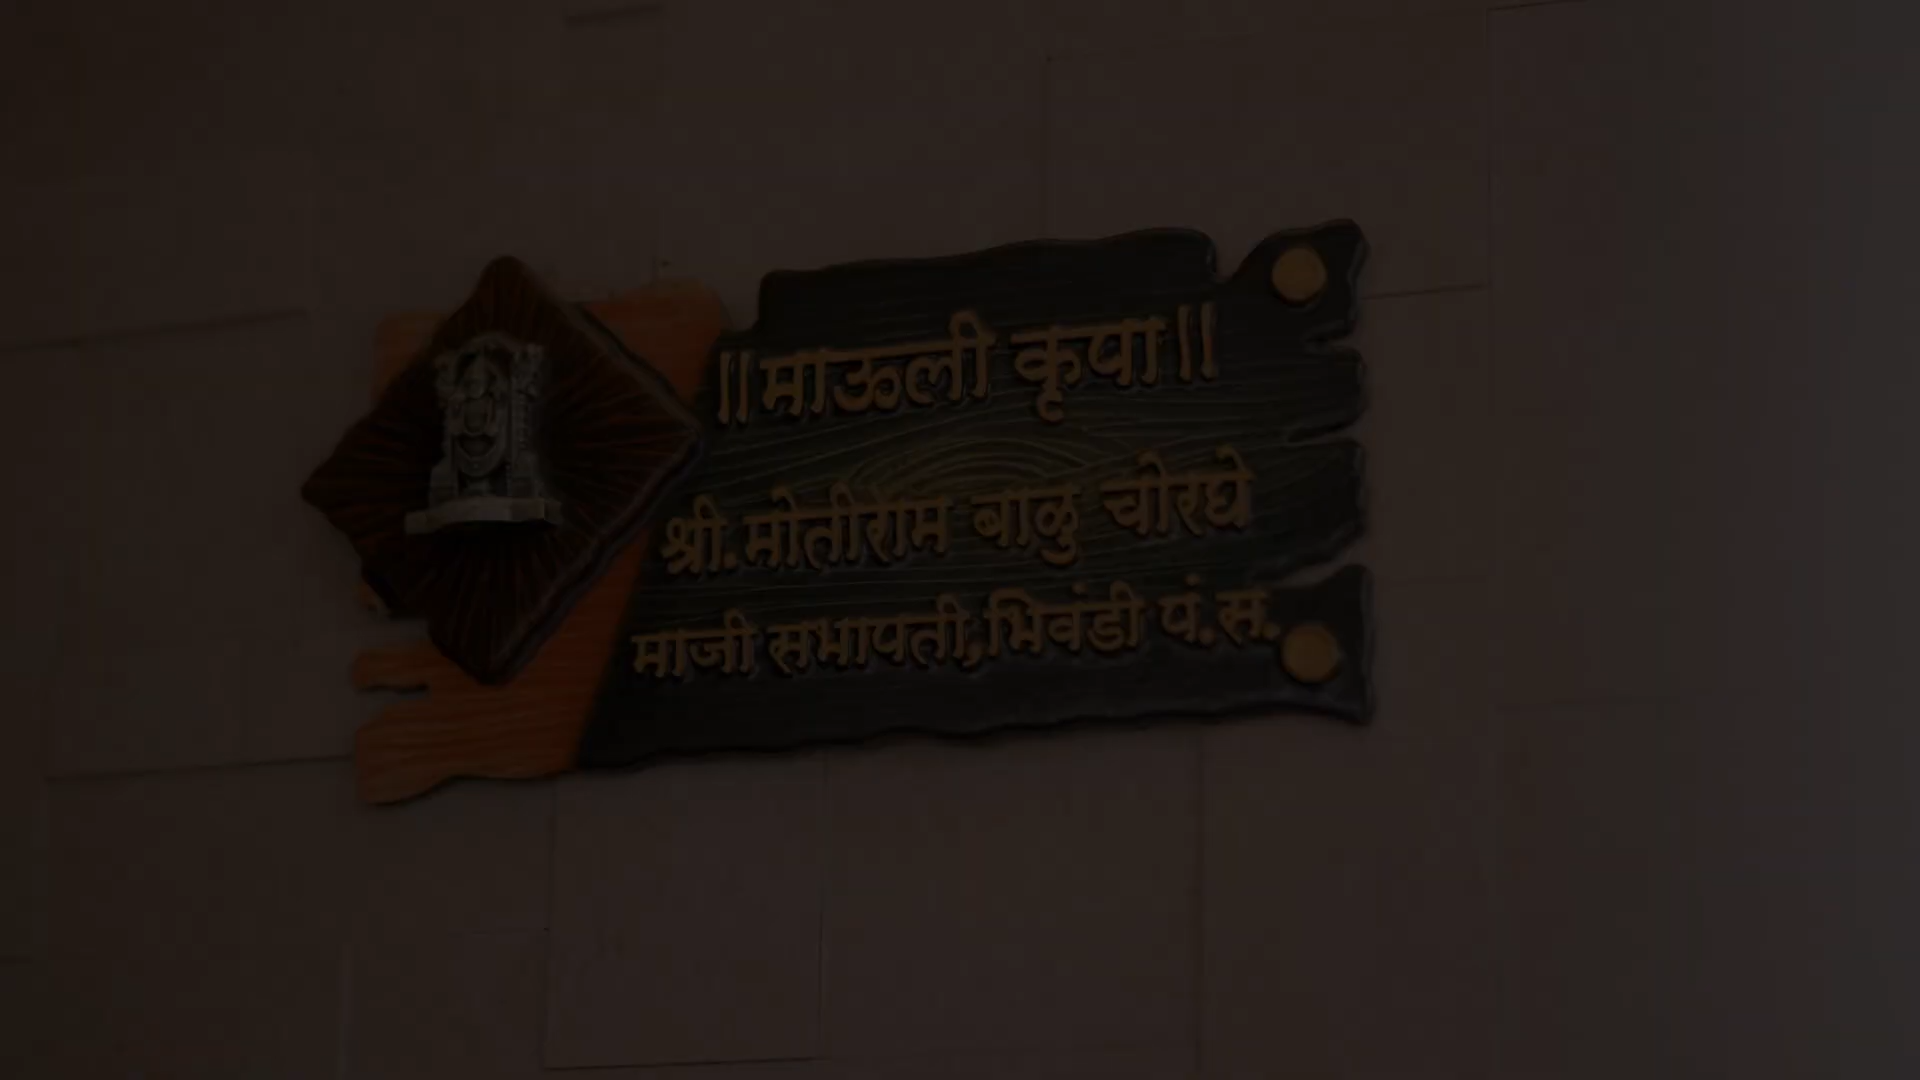 ||माऊली कृपा||
श्री.मोतीराम बाळु चोरघे
माजी सभापती,भिवंडी पं.स.